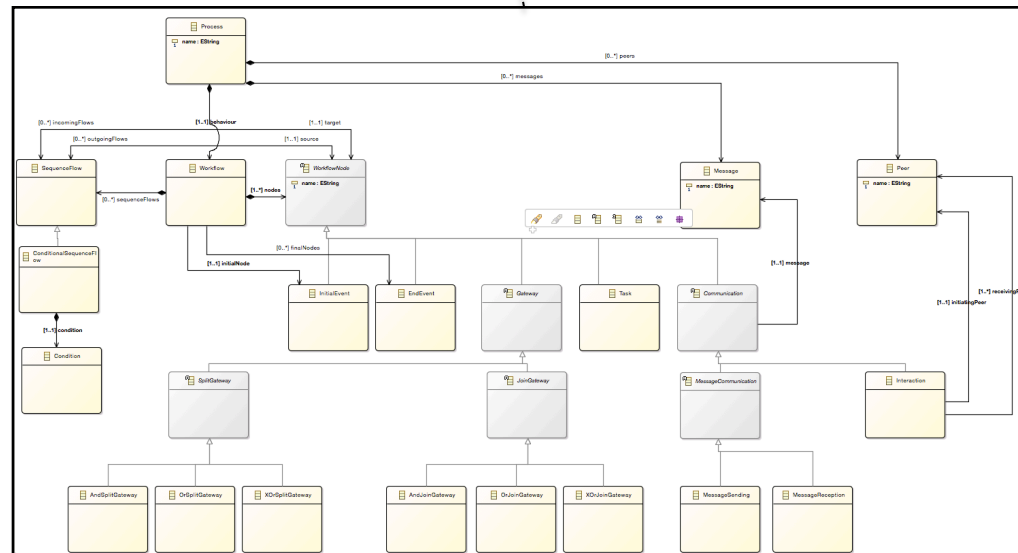 Process
name : EString
[0..*] peers
[0..*] messages
[0..*] incomingFlows
[1..1] behaviour
[1..1] target
[0..*] outgoingFlows
[1..1] source
SequenceFlow
Workflow
WorkflowNode
name : EString
Message
name : EString
Peer
name : EString
[0..*] sequenceFlows
[1..*] nodes
ConditionalSequenceFl
ow
[0..*] finalNodes
[1..1] initialNode
[1..1] message
InitialEvent
EndEvent
Gateway
Task
Communication
[1..*] receivingP
[1..1] initiatingPeer
[1..1] condition
Condition
SplitGateway
JoinGateway
MessageCommunication
Interaction
AndSplitGateway
OrSplitGateway
XOrSplitGateway
AndJoinGateway
OrJoinGateway
XOrJoinGateway
MessageSending
MessageReception